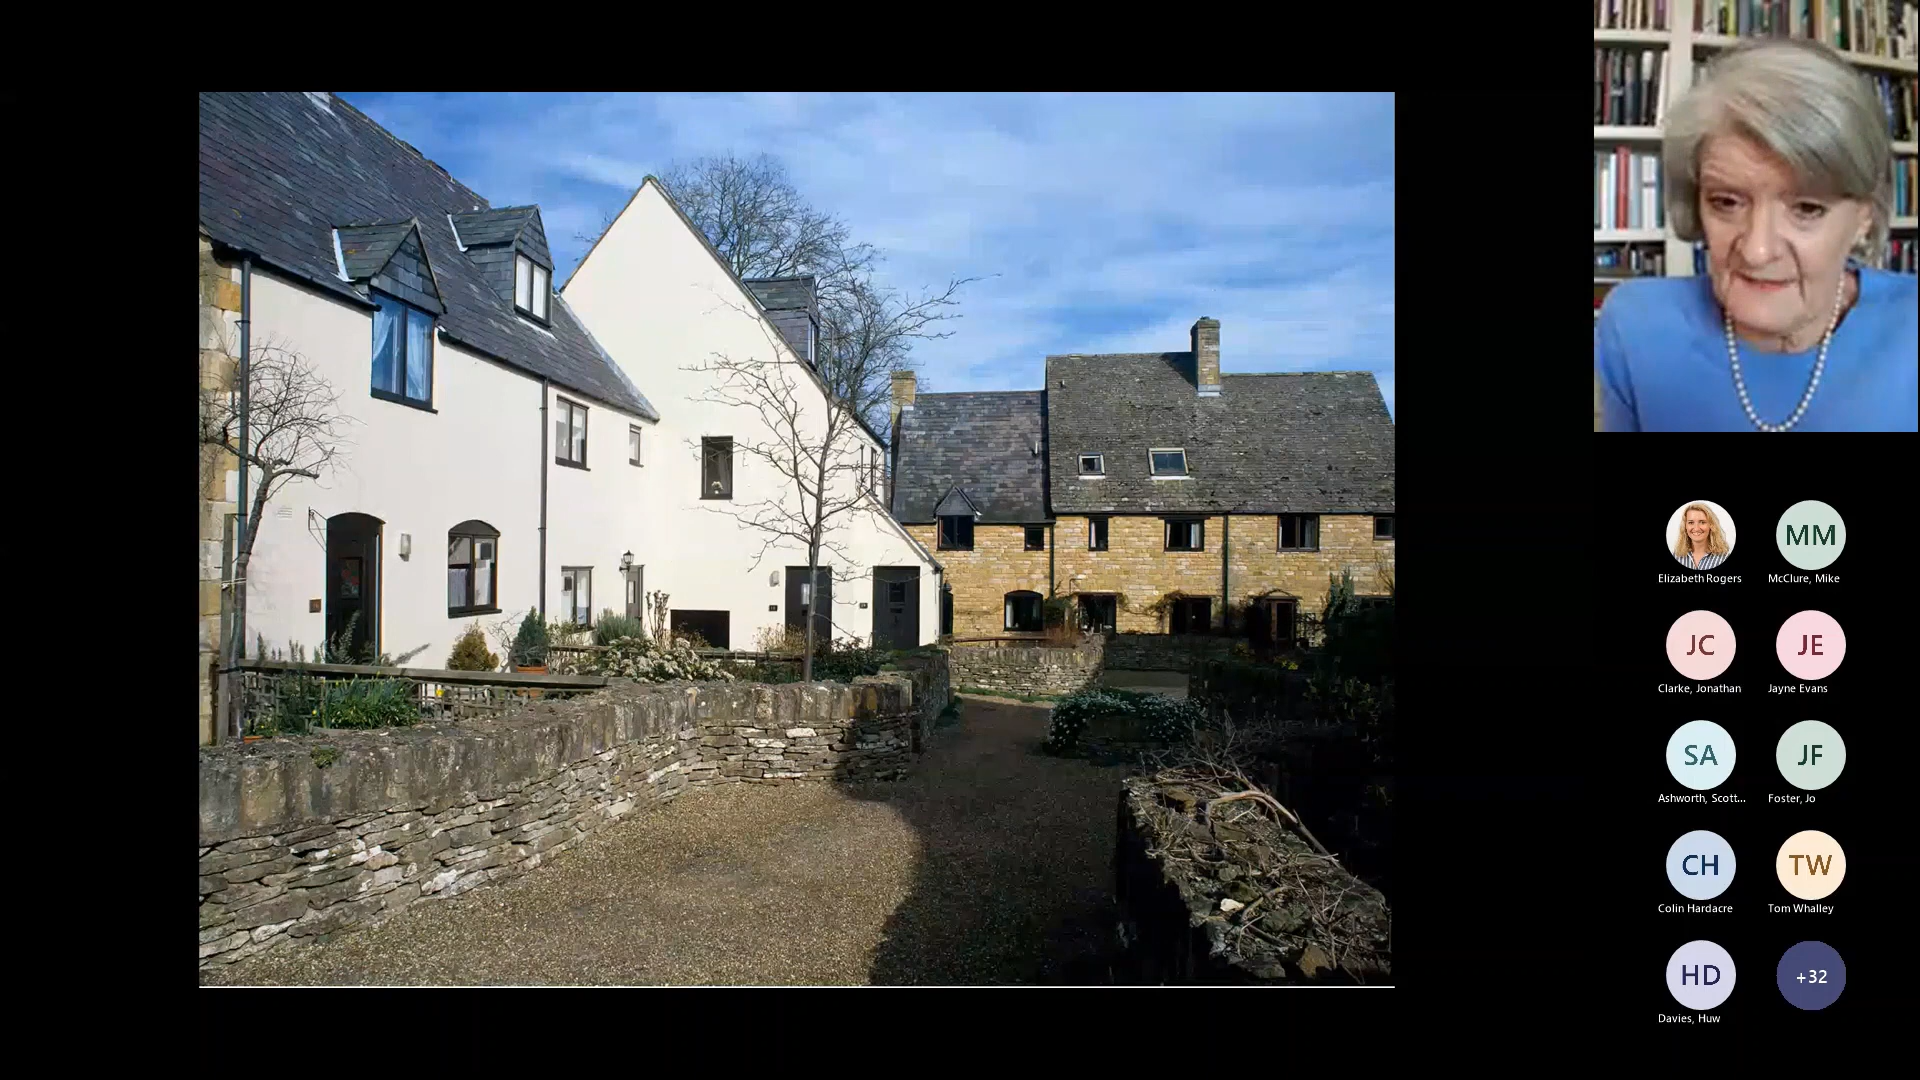 Elizabeth Rogers
MM
McClure, Mike
JC
Clarke, Jonathan
JE
Jayne Evans
SA
Ashworth, Scott...
JF
Foster, Jo
CH
Colin Hardacre
TW
Tom Whalley
HD
Davies, Huw
+32